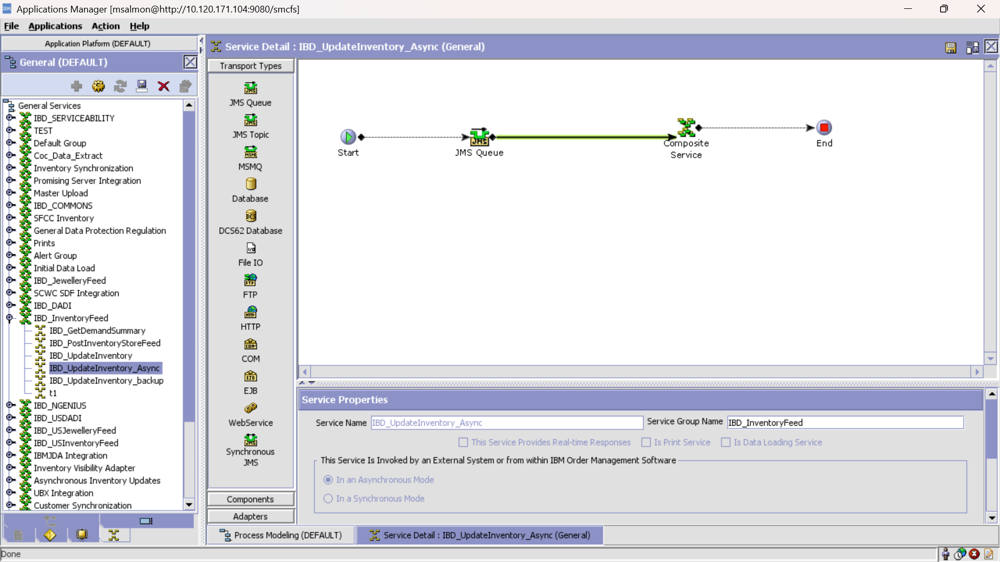 Applications Manager [msalmon@http://10.120.171.104:9080/smcfs]
File Applications Action Help
Application Platform (DEFAULT)
General (DEFAULT)
General Services
IBD_SERVICEABILITY
TEST
Default Group
Coc_Data_Extract
Inventory Synchronization
Promising Server Integration
Master Upload
IBD_COMMONS
SFCC Inventory
General Data Protection Regulation
Prints
Alert Group
Initial Data Load
IBD_JewelleryFeed
SCWC SDF Integration
IBD_DADI
IBD_InventoryFeed
IBD_GetDemandSummary
IBD_PostInventoryStoreFeed
IBD_UpdateInventory
IBD_UpdateInventory_Async
IBD_UpdateInventory_backup
t1
IBD_NGENIUS
IBD_USDADI
IBD_USJewelleryFeed
IBD_USInventoryFeed
IBMJDA Integration
Inventory Visibility Adapter
Asynchronous Inventory Updates
UBX Integration
Customer Synchronization
Service Detail : IBD_UpdateInventory_Async (General)
Transport Types
JMS Queue
JMS Topic
MSMQ
Database
DCS62 Database
File IO
FTP
HTTP
COM
EJB
WebService
Synchronous
JMS
Components
Adapters
Start
JMS Queue
Composite
Service
End
Service Properties
Service Name IBD_UpdateInventory_Async Service Group Name IBD_InventoryFeed
This Service Provides Real-time Responses Is Print Service Is Data Loading Service
This Service Is Invoked by an External System or from within IBM Order Management Software
In an Asynchronous Mode
In a Synchronous Mode
Process Modeling (DEFAULT) Service Detail : IBD_UpdateInventory_Async (General)
Done